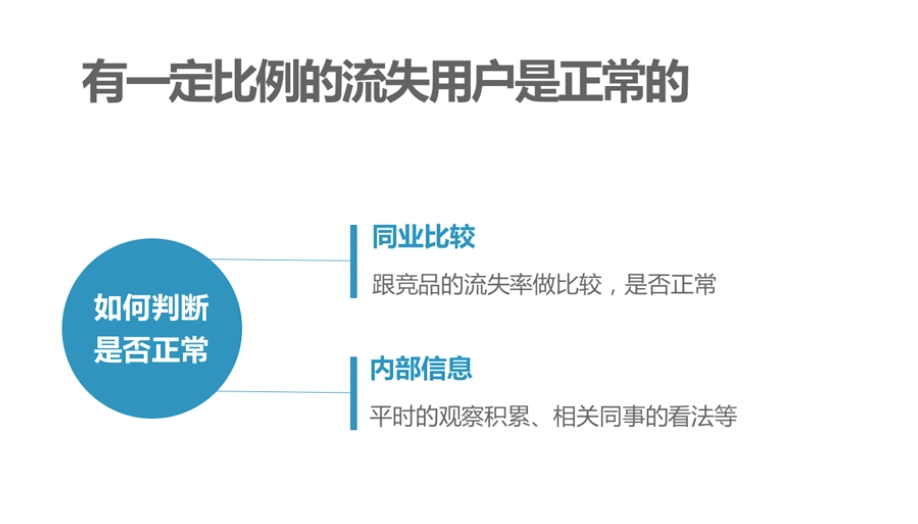 有一定比例的流失用户是正常的
如何判断
是否正常
同业比较
跟竞品的流失率做比较，是否正常
内部信息
平时的观察积累、相关同事的看法等